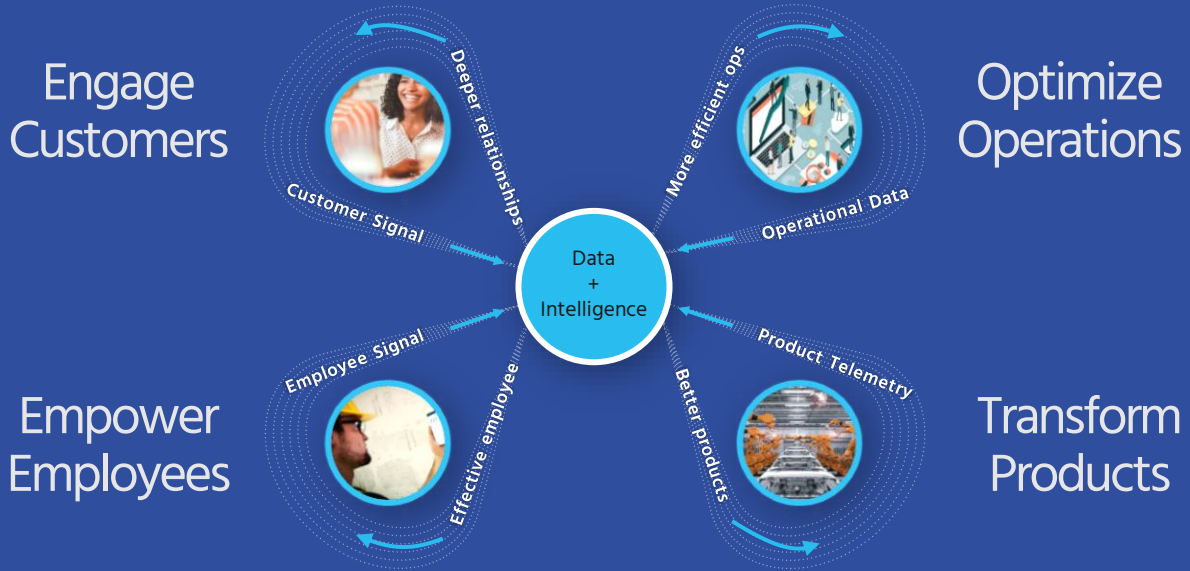 Engage
Customers
Deeper relationships
Customer Signal
More efficient ops
Operational Data
Optimize
Operations
Data
+
Intelligence
Empower
Employees
Employee Signal
Effective employee
Product Telemetry
Better products
Transform
Products